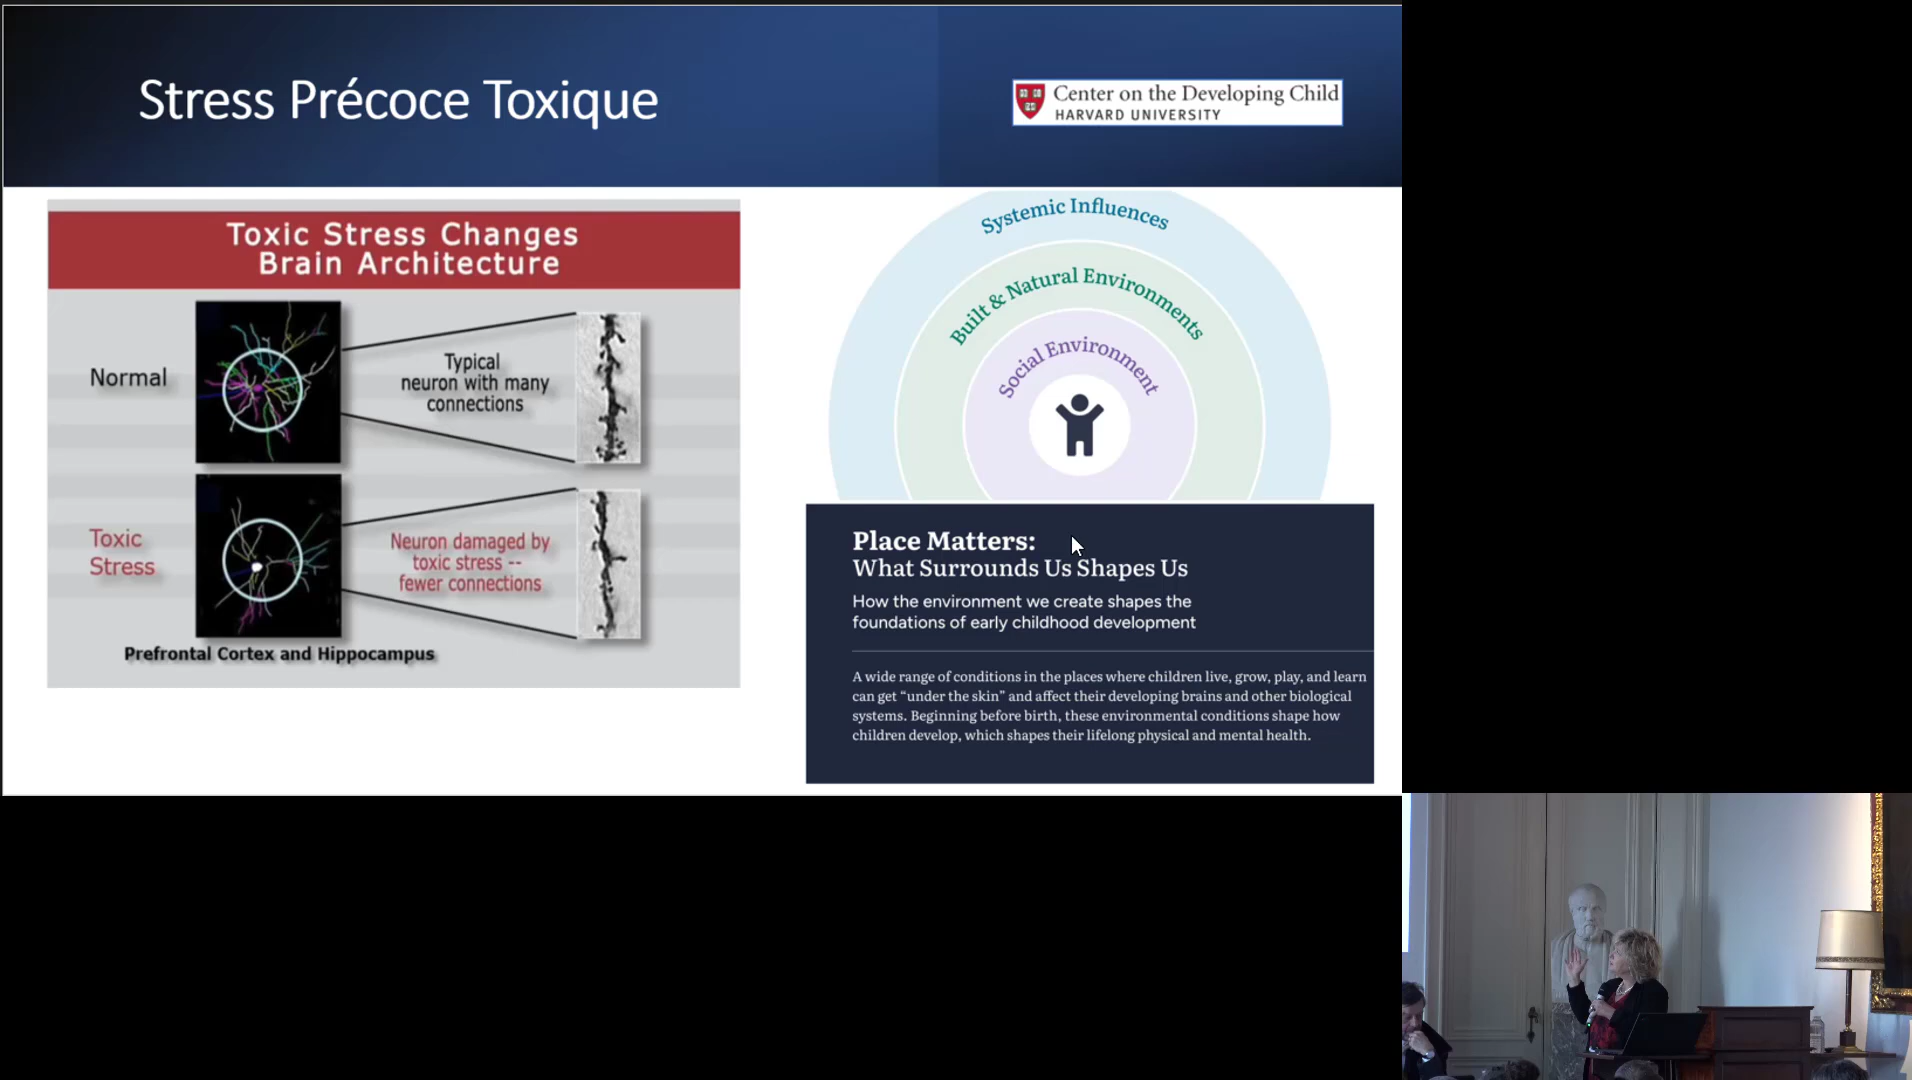 Stress Précoce Toxique
Center on the Developing Child
HARVARD UNIVERSITY
Toxic Stress Changes
Brain Architecture
Normal
Typical
neuron with many
connections
Toxic
Stress
Neuron damaged by
toxic stress --
fewer connections
Prefrontal Cortex and Hippocampus
Systemic Influences
Built & Natural Environments
Social Environment
Place Matters:
What Surrounds Us Shapes Us
How the environment we create shapes the
foundations of early childhood development
A wide range of conditions in the places where children live, grow, play, and learn
can get “under the skin” and affect their developing brains and other biological
systems. Beginning before birth, these environmental conditions shape how
children develop, which shapes their lifelong physical and mental health.